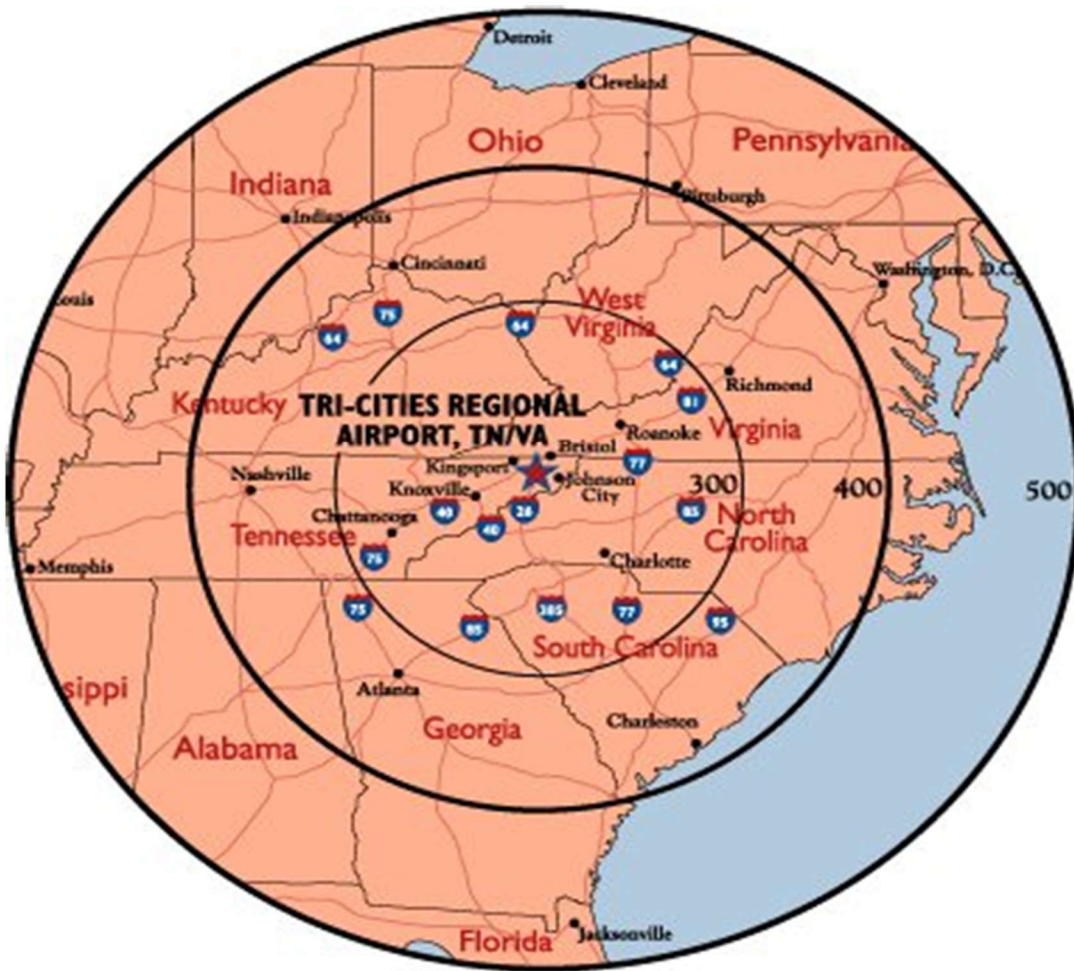 Detroit
Cleveland
Ohio
Pennsylvania
Indiana
Pittsburgh
Indianapolis
Cincinnati
Washington, D.C.
West
Virginia
ouis
75
64
64
64
Richmond
81
Kentucky
TRI-CITIES REGIONAL
AIRPORT, TN/VA
Roanoke
Virginia
Bristol
Kingsport
77
Nashville
Johnson
City
Knoxville
300
400
500
40
26
85
North
Carolina
Chattanooga
Tennessee
40
75
Charlotte
Memphis
75
85
385
77
95
South Carolina
sippi
Atlanta
Georgia
Charleston
Alabama
Florida
Jacksonville